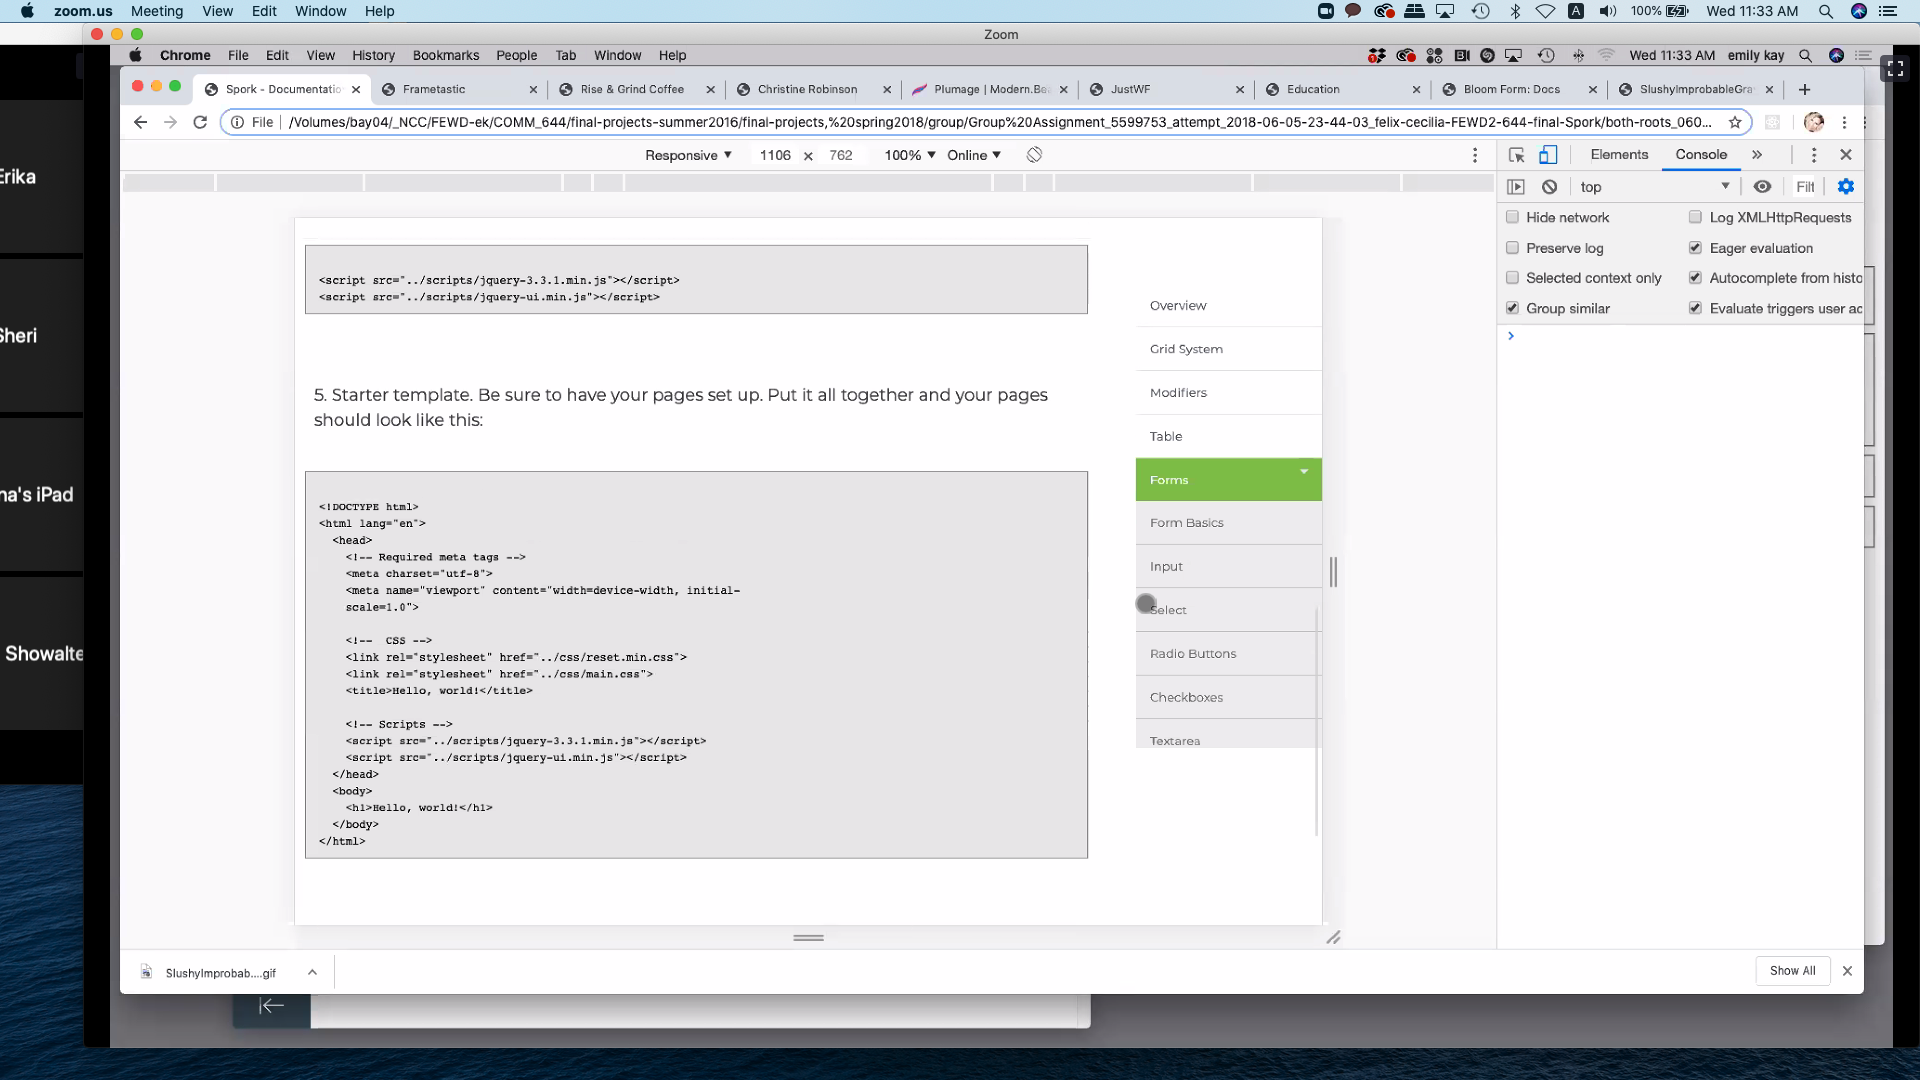 zoom.us Meeting View Edit Window Help
100% Wed 11:33 AM
Zoom
Chrome File Edit View History Bookmarks People Tab Window Help
Wed 11:33 AM emily kay
Spork - Documentatio
Frametastic
Rise & Grind Coffee
Christine Robinson
Plumage | Modern.Be
JustWF
Education
Bloom Form: Docs
SlushyImprobableGra
File /Volumes/bay04/_NCC/FEWD-ek/COMM_644/final-projects-summer2016/final-projects,%20spring2018/group/Group%20Assignment_5599753_attempt_2018-06-05-23-44-03_felix-cecilia-FEWD2-644-final-Spork/both-roots_060...
Responsive 1106 x 762 100% Online
Elements Console
top Filt
Hide network
Log XMLHttpRequests
Preserve log
Eager evaluation
Selected context only
Autocomplete from histo
Group similar
Evaluate triggers user ac
Erika
Sheri
na's iPad
Showalte
<script src="../scripts/jquery-3.3.1.min.js"></script>
<script src="../scripts/jquery-ui.min.js"></script>
5. Starter template. Be sure to have your pages set up. Put it all together and your pages
should look like this:
<!DOCTYPE html>
<html lang="en">
<head>
<!-- Required meta tags -->
<meta charset="utf-8">
<meta name="viewport" content="width=device-width, initial-
scale=1.0">
<!-- CSS -->
<link rel="stylesheet" href="../css/reset.min.css">
<link rel="stylesheet" href="../css/main.css">
<title>Hello, world!</title>
<!-- Scripts -->
<script src="../scripts/jquery-3.3.1.min.js"></script>
<script src="../scripts/jquery-ui.min.js"></script>
</head>
<body>
<h1>Hello, world!</h1>
</body>
</html>
Overview
Grid System
Modifiers
Table
Forms
Form Basics
Input
Select
Radio Buttons
Checkboxes
Textarea
SlushyImprobab....gif
Show All